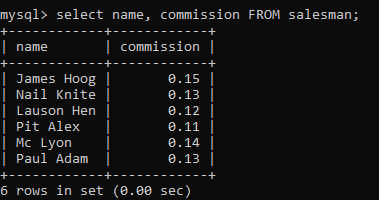 mysql> select name, commission FROM salesman;
+------------+------------+
| name       | commission |
+------------+------------+
| James Hoog |       0.15 |
| Nail Knite |       0.13 |
| Lauson Hen |       0.12 |
| Pit Alex   |       0.11 |
| Mc Lyon    |       0.14 |
| Paul Adam  |       0.13 |
+------------+------------+
6 rows in set (0.00 sec)